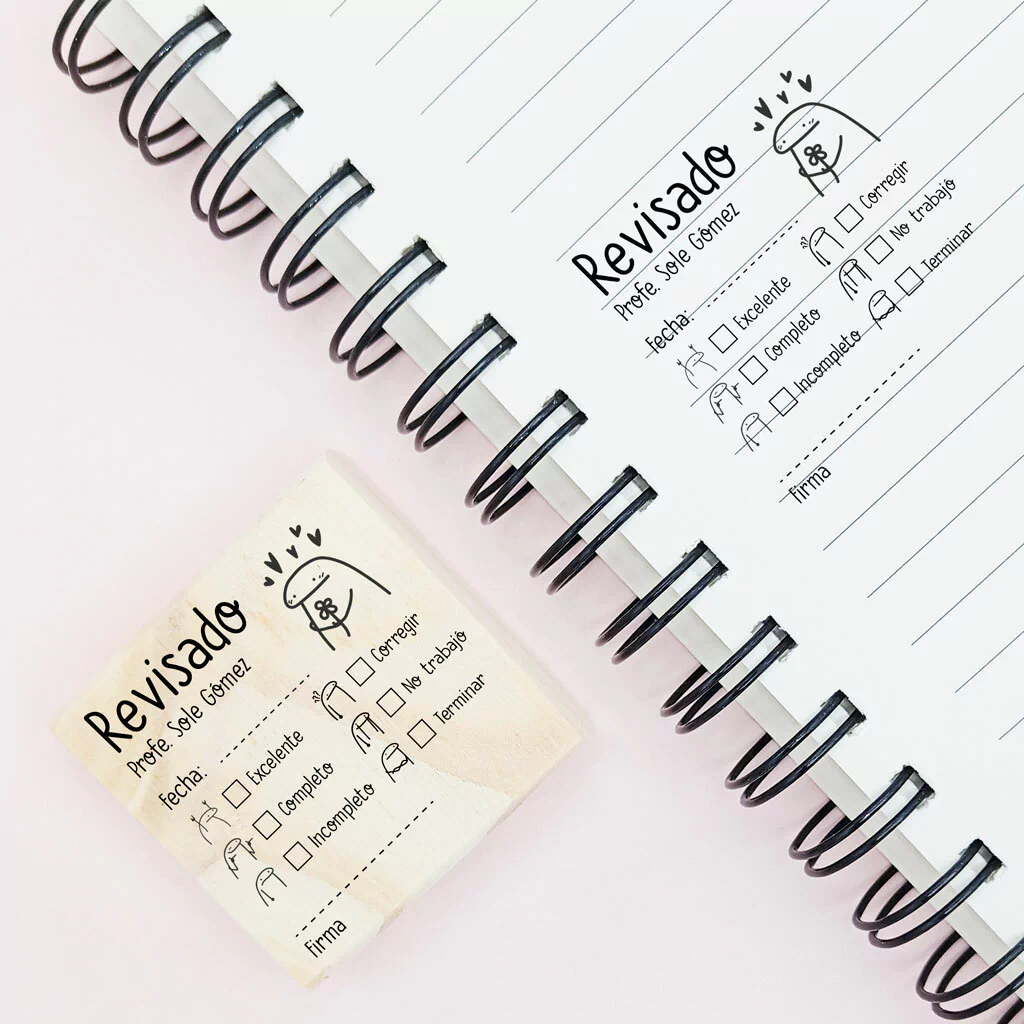 Revisado
Profe. Sole Gómez
Fecha:
Excelente
Completo
Incompleto
Corregir
No trabajó
Terminar
Firma
Revisado
Profe. Sole Gómez
Fecha:
Excelente
Completo
Incompleto
Corregir
No trabajó
Terminar
Firma